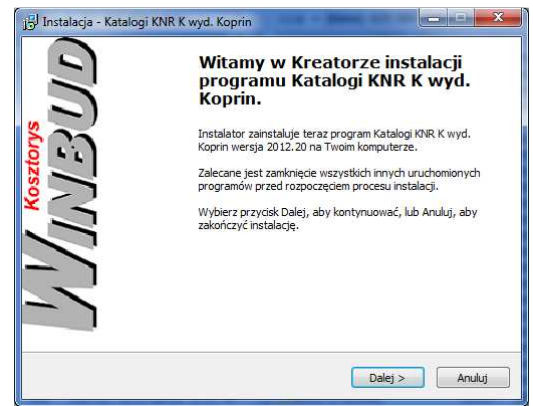 Instalacja - Katalogi KNR K wyd. Koprin
Kosztorys
WINBUD
Witamy w Kreatorze instalacji
programu Katalogi KNR K wyd.
Koprin.
Instalator zainstaluje teraz program Katalogi KNR K wyd.
Koprin wersja 2012.20 na Twoim komputerze.
Zalecane jest zamknięcie wszystkich innych uruchomionych
programów przed rozpoczęciem procesu instalacji.
Wybierz przycisk Dalej, aby kontynuować, lub Anuluj, aby
zakończyć instalację.
Dalej >
Anuluj